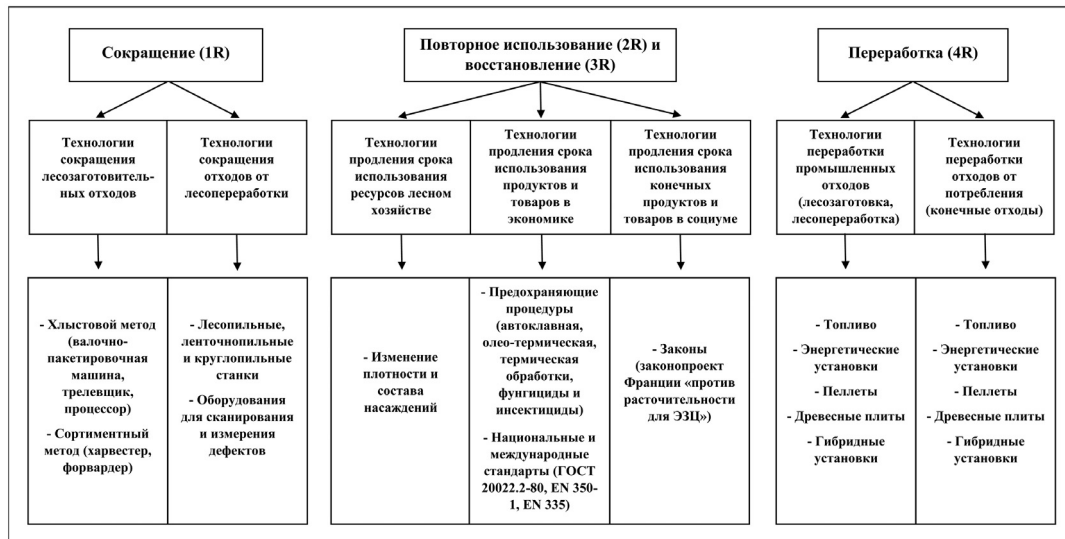 Сокращение (1R)
Повторное использование (2R) и
восстановление (3R)
Переработка (4R)
Технологии
сокращения
лесозаготовитель-
ных отходов
Технологии
сокращения
отходов от
лесопереработки
Технологии
продления срока
использования
ресурсов лесном
хозяйстве
Технологии
продления срока
использования
продуктов и
товаров в
экономике
Технологии
продления срока
использования
конечных
продуктов и
товаров в социуме
Технологии
переработки
промышленных
отходов
(лесозаготовка,
лесопереработка)
Технологии
переработки
отходов от
потребления
(конечные отходы)
- Хлыстовой метод
(валочно-
пакетировочная
машина,
трелевщик,
процессор)
- Сортиментный
метод (харвестер,
форвардер)
- Лесопильные,
ленточнопильные
и круглопильные
станки
- Оборудования
для сканирования
и измерения
дефектов
- Изменение
плотности и
состава
насаждений
- Предохраняющие
процедуры
(автоклавная,
олео-термическая,
термическая
обработки,
фунгициды и
инсектициды)
- Национальные и
международные
стандарты (ГОСТ
20022.2-80, EN 350-
1, EN 335)
- Законы
(законопроект
Франции «против
расточительности
для ЭЗЦ»)
- Топливо
- Энергетические
установки
- Пеллеты
- Древесные плиты
- Гибридные
установки
- Топливо
- Энергетические
установки
- Пеллеты
- Древесные плиты
- Гибридные
установки